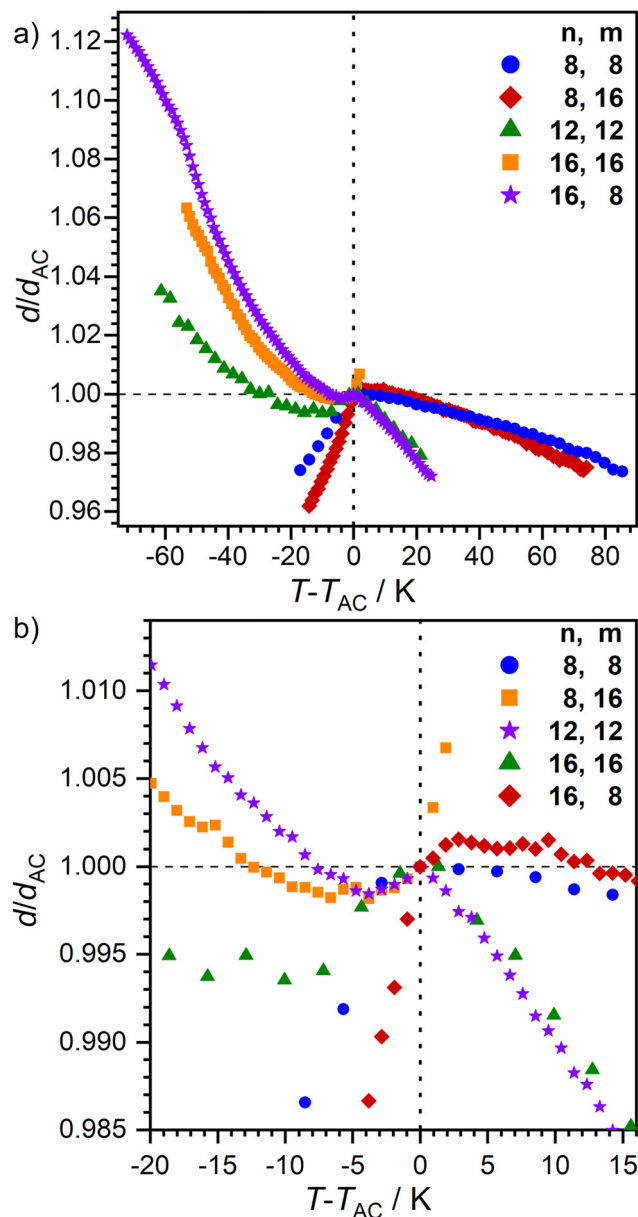 a)
n, m
8, 8
8, 16
12, 12
16, 16
16, 8
1.12
1.10
1.08
1.06
1.04
1.02
1.00
0.98
0.96
d/dAC
-60 -40 -20 0 20 40 60 80
T-TAC / K
b)
n, m
8, 8
8, 16
12, 12
16, 16
16, 8
1.010
1.005
1.000
0.995
0.990
0.985
d/dAC
-20 -15 -10 -5 0 5 10 15
T-TAC / K